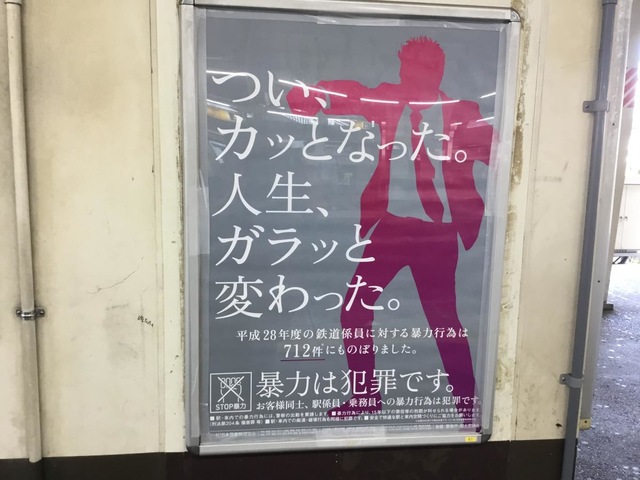 つい、
カッとなった。
人生、
ガラッと
変わった。
平成28年度の鉄道係員に対する暴力行為は
712件にものぼりました。
STOP暴力
暴力は犯罪です。
お客様同士、駅係員・乗務員への暴力行為は犯罪です